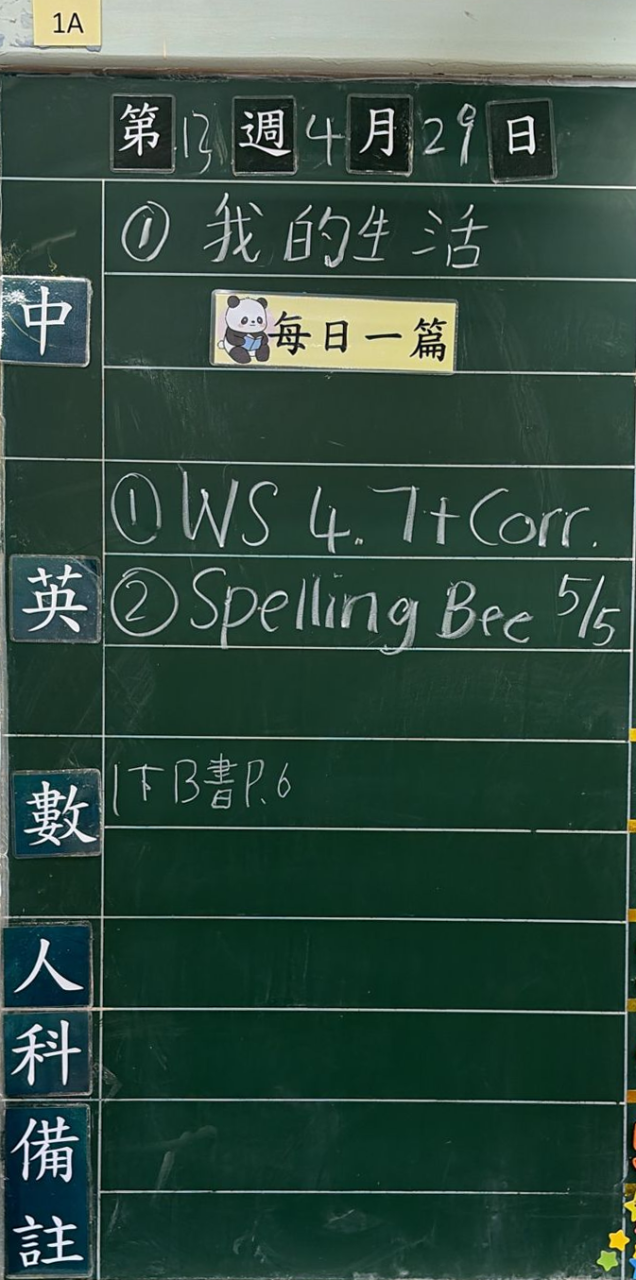 1A
第13週4月29日
① 我的生活
中
每日一篇
① WS 4.7+Corr.
英
② Spelling Bee 5/5
數
1下B書P.6
人
科
備
註